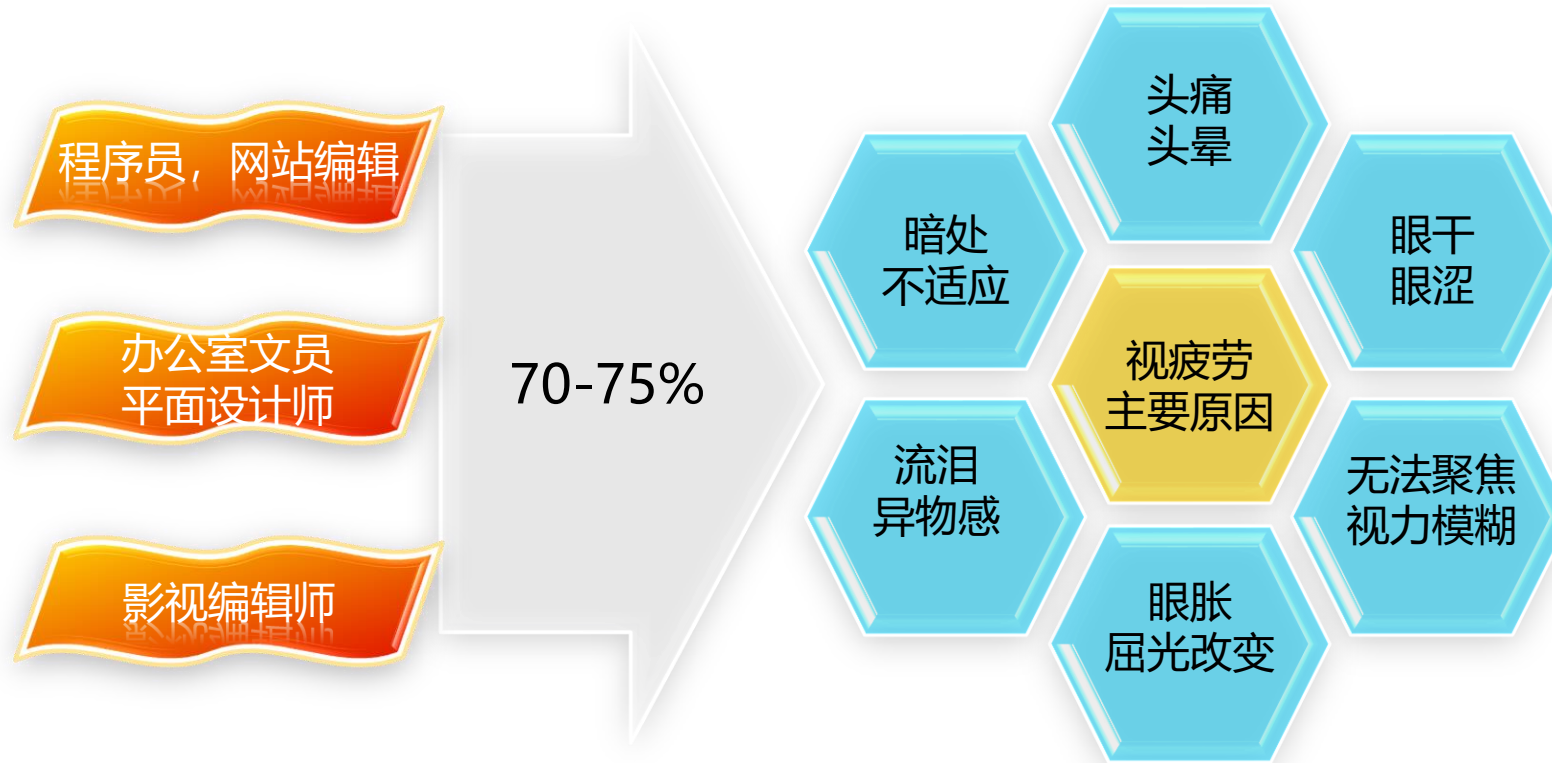 程序员，网站编辑
办公室文员
平面设计师
影视编辑师
70-75%
头痛
头晕
暗处
不适应
眼干
眼涩
视疲劳
主要原因
流泪
异物感
无法聚焦
视力模糊
眼胀
屈光改变